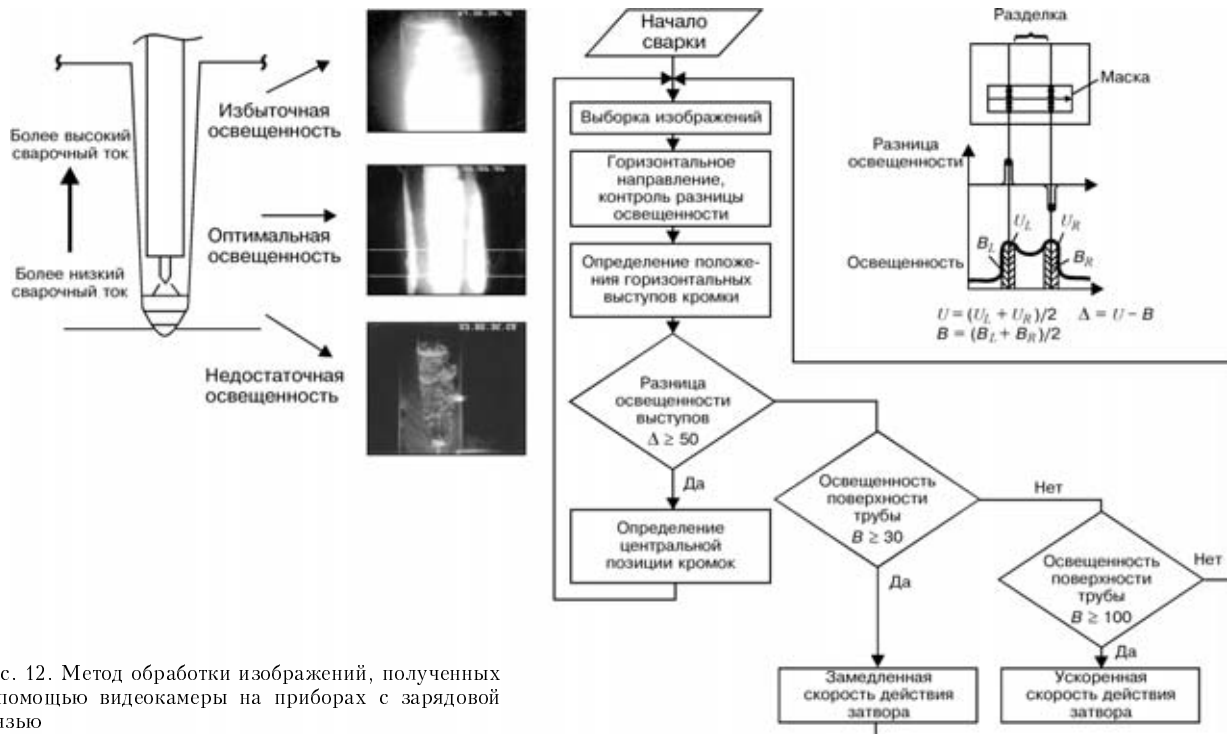 Более высокий
сварочный ток
Более низкий
сварочный ток
Избыточная
освещенность
Оптимальная
освещенность
Недостаточная
освещенность
Начало
сварки
Выборка изображений
Горизонтальное
направление,
контроль разницы
освещенности
Определение положе-
ния горизонтальных
выступов кромки
Разница
освещенности
выступов
Δ ≥ 50
Да
Определение
центральной
позиции кромок
Освещенность
поверхности
трубы
B ≥ 30
Нет
Да
Освещенность
поверхности
трубы
B ≥ 100
Нет
Да
Замедленная
скорость действия
затвора
Ускоренная
скорость действия
затвора
Разделка
Маска
Разница
освещенности
Освещенность
B_L
U_L
U_R
B_R
U = (U_L + U_R)/2 Δ = U − B
B = (B_L + B_R)/2
с. 12. Метод обработки изображений, полученных
помощью видеокамеры на приборах с зарядовой
язью